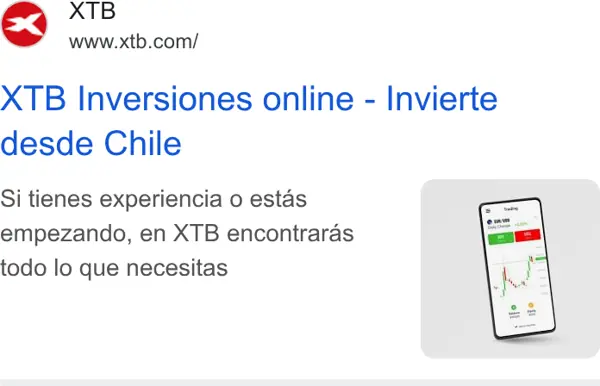 XTB
www.xtb.com/
XTB Inversiones online - Invierte
desde Chile
Si tienes experiencia o estás
empezando, en XTB encontrarás
todo lo que necesitas
Trading